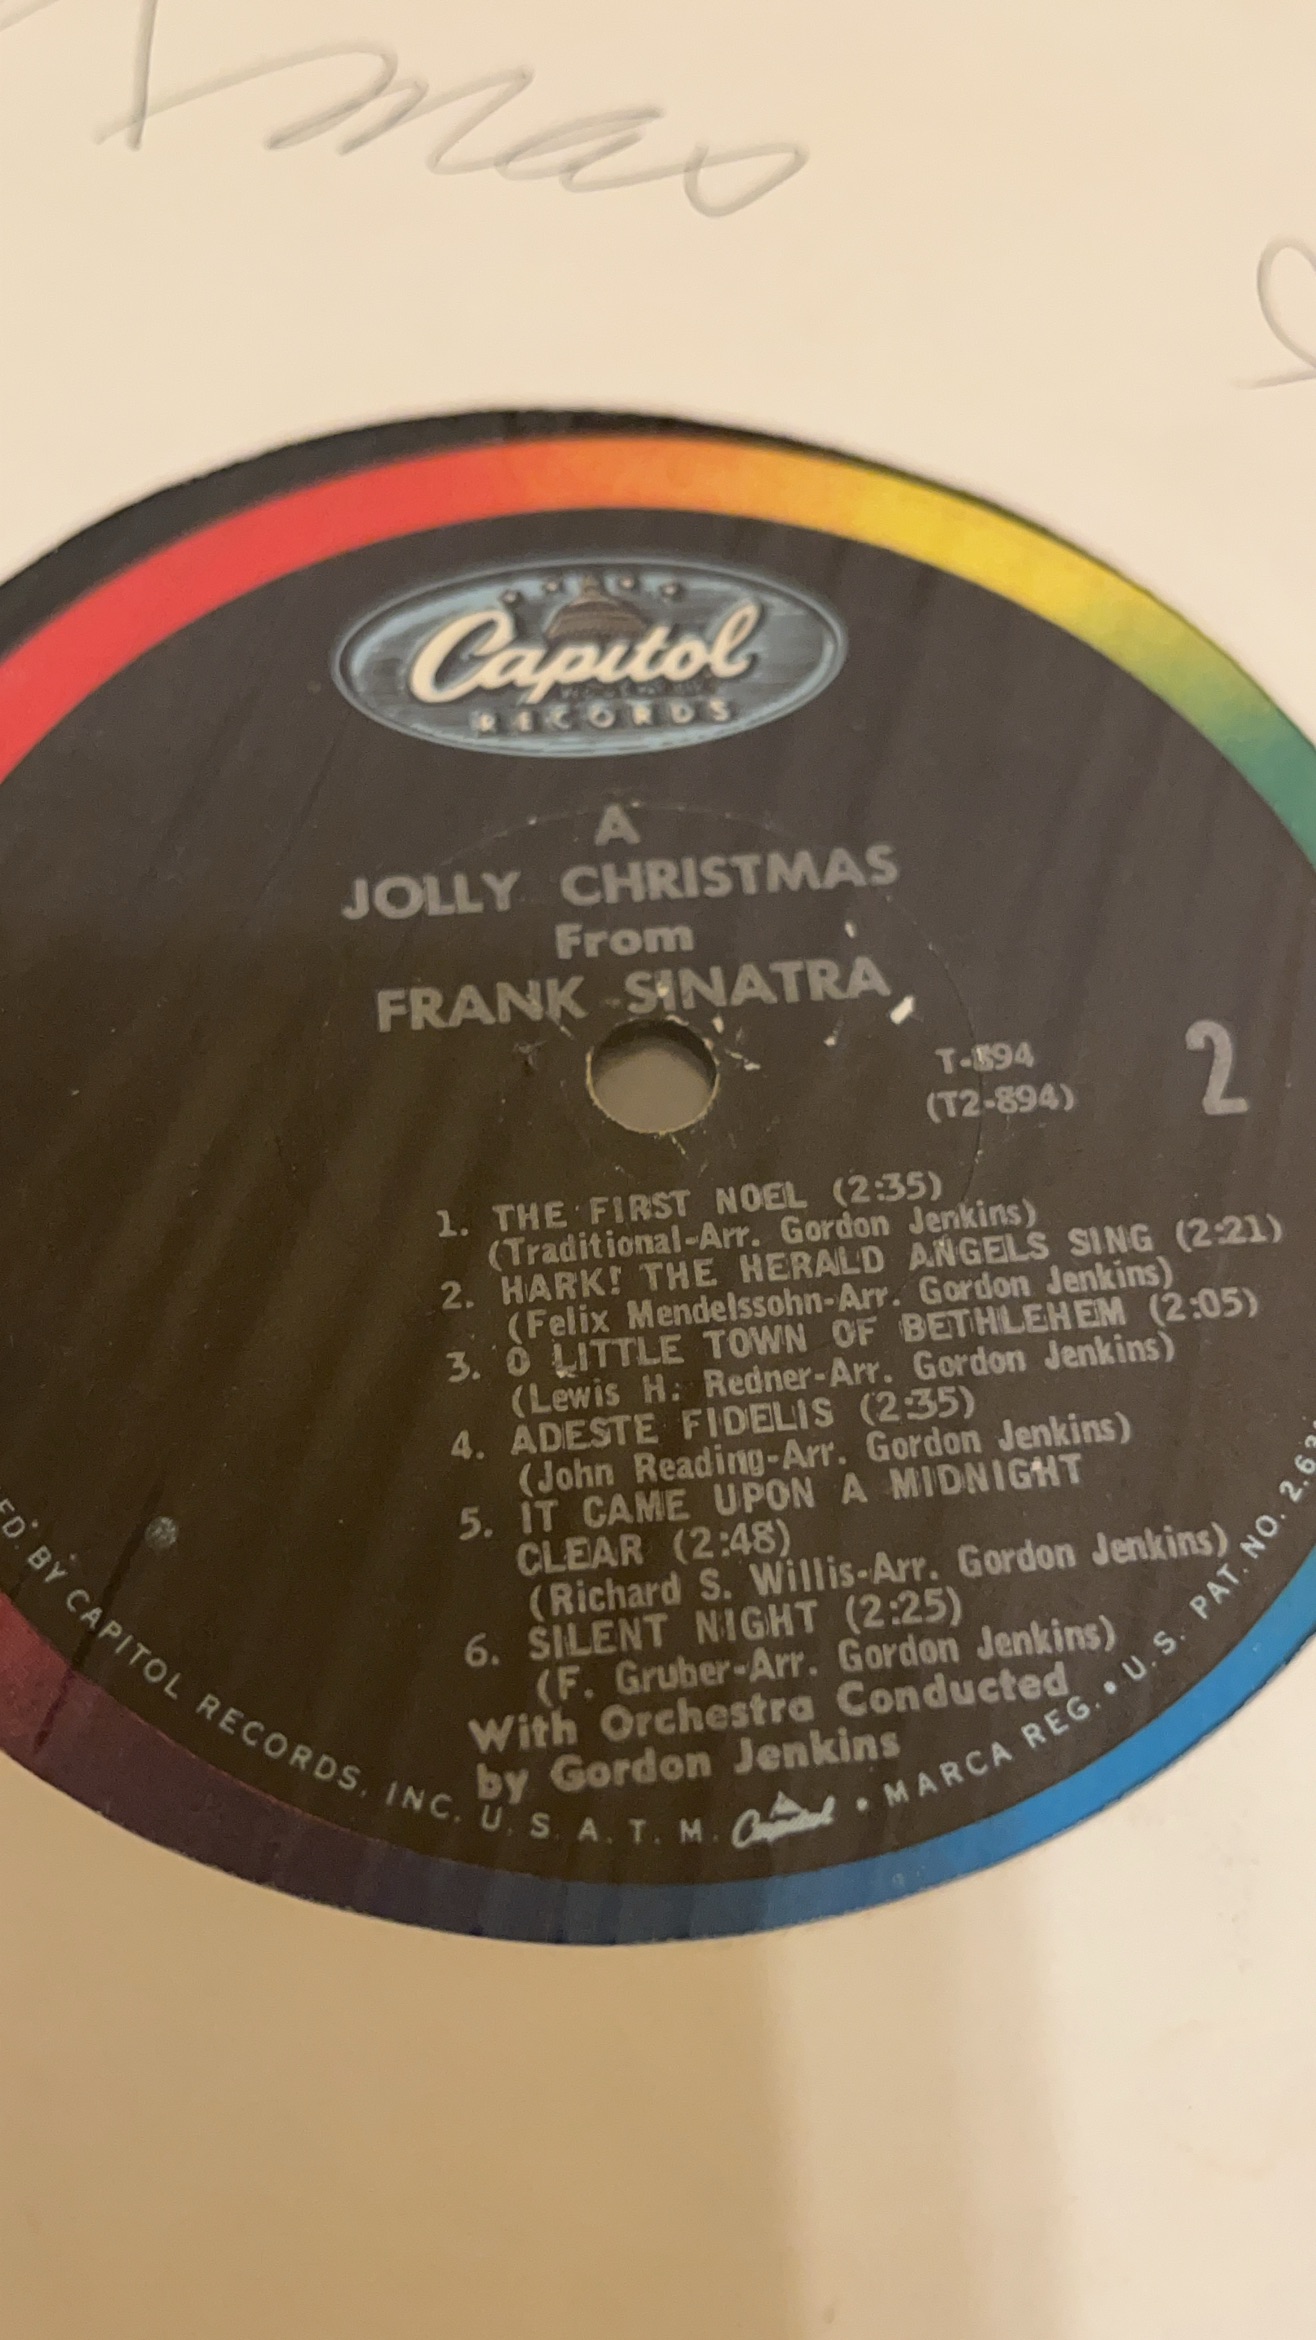 Xmas
Capitol
RECORDS
A
JOLLY CHRISTMAS
From
FRANK SINATRA
T-894
(T2-894)
2
1. THE FIRST NOEL (2:35)
(Traditional-Arr. Gordon Jenkins)
2. HARK! THE HERALD ANGELS SING (2:21)
(Felix Mendelssohn-Arr. Gordon Jenkins)
3. O LITTLE TOWN OF BETHLEHEM (2:05)
(Lewis H. Redner-Arr. Gordon Jenkins)
4. ADESTE FIDELIS (2:35)
(John Reading-Arr. Gordon Jenkins)
5. IT CAME UPON A MIDNIGHT
CLEAR (2:48)
(Richard S. Willis-Arr. Gordon Jenkins)
6. SILENT NIGHT (2:25)
(F. Gruber-Arr. Gordon Jenkins)
With Orchestra Conducted
by Gordon Jenkins
BY CAPITOL RECORDS, INC. U. S. A. T. M. Capitol • MARCA REG. • U. S. PAT. NO. 2,6